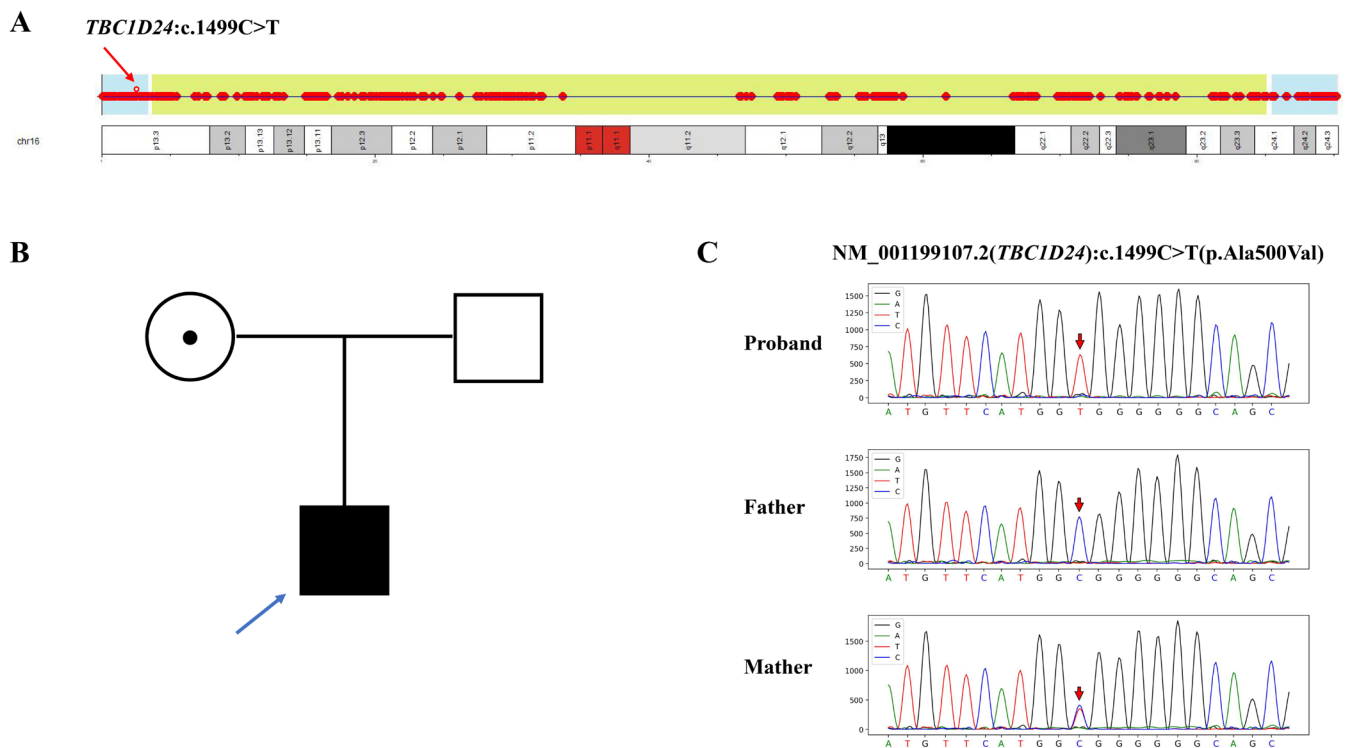 A
TBC1D24:c.1499C>T
chr16
p13.3
p13.2
p13.13
p13.12
p13.11
p12.3
p12.2
p12.1
p11.2
p11.1
q11.1
q11.2
q12.1
q12.2
q13
q22.1
q22.2
q22.3
q23.1
q23.2
q23.3
q24.1
q24.2
q24.3
B
C
NM_001199107.2(TBC1D24):c.1499C>T(p.Ala500Val)
Proband
1500
1250
1000
750
500
250
0
G
A
T
C
A T G T T C A T G G T G G G G G C A G C
Father
1750
1500
1250
1000
750
500
250
0
G
A
T
C
A T G T T C A T G G C G G G G G C A G C
Mather
1500
1000
500
0
G
A
T
C
A T G T T C A T G G C G G G G G C A G C